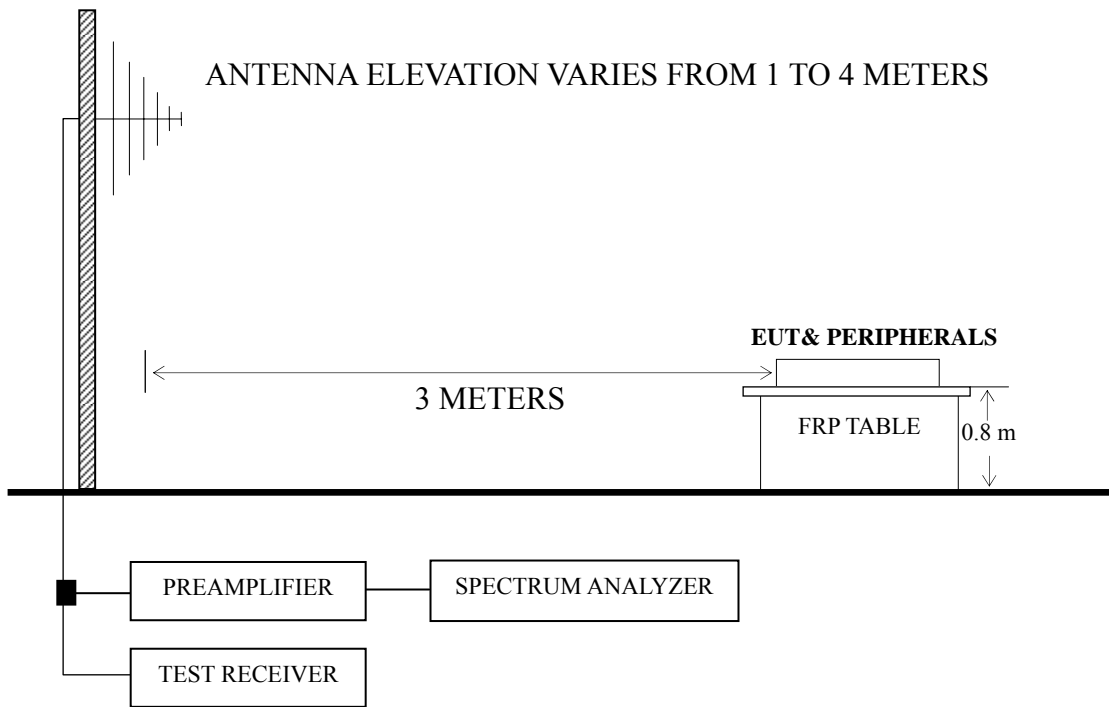 ANTENNA ELEVATION VARIES FROM 1 TO 4 METERS
EUT& PERIPHERALS
3 METERS
FRP TABLE
0.8 m
PREAMPLIFIER
SPECTRUM ANALYZER
TEST RECEIVER